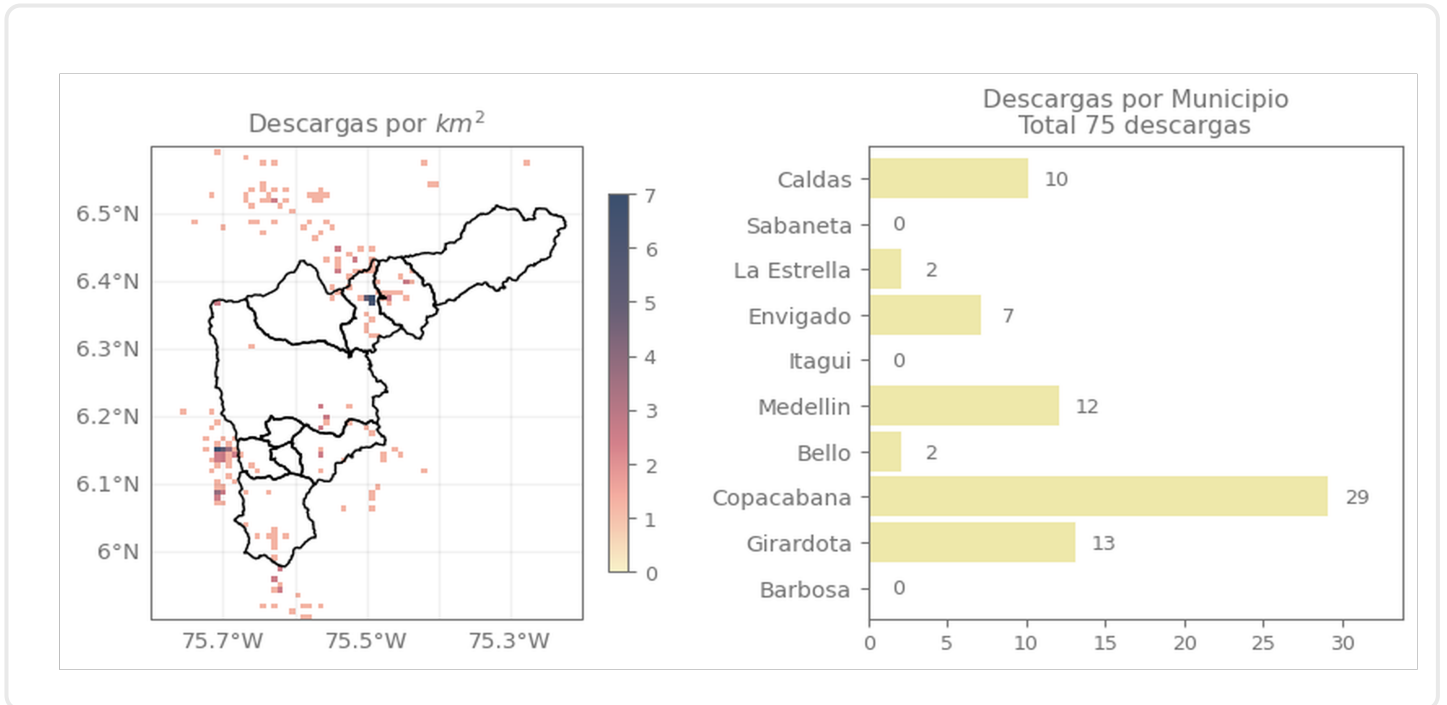 Descargas por km²
6.5°N
6.4°N
6.3°N
6.2°N
6.1°N
6°N
75.7°W 75.5°W 75.3°W
7
6
5
4
3
2
1
0
Descargas por Municipio
Total 75 descargas
Caldas 10
Sabaneta 0
La Estrella 2
Envigado 7
Itagui 0
Medellin 12
Bello 2
Copacabana 29
Girardota 13
Barbosa 0
0 5 10 15 20 25 30